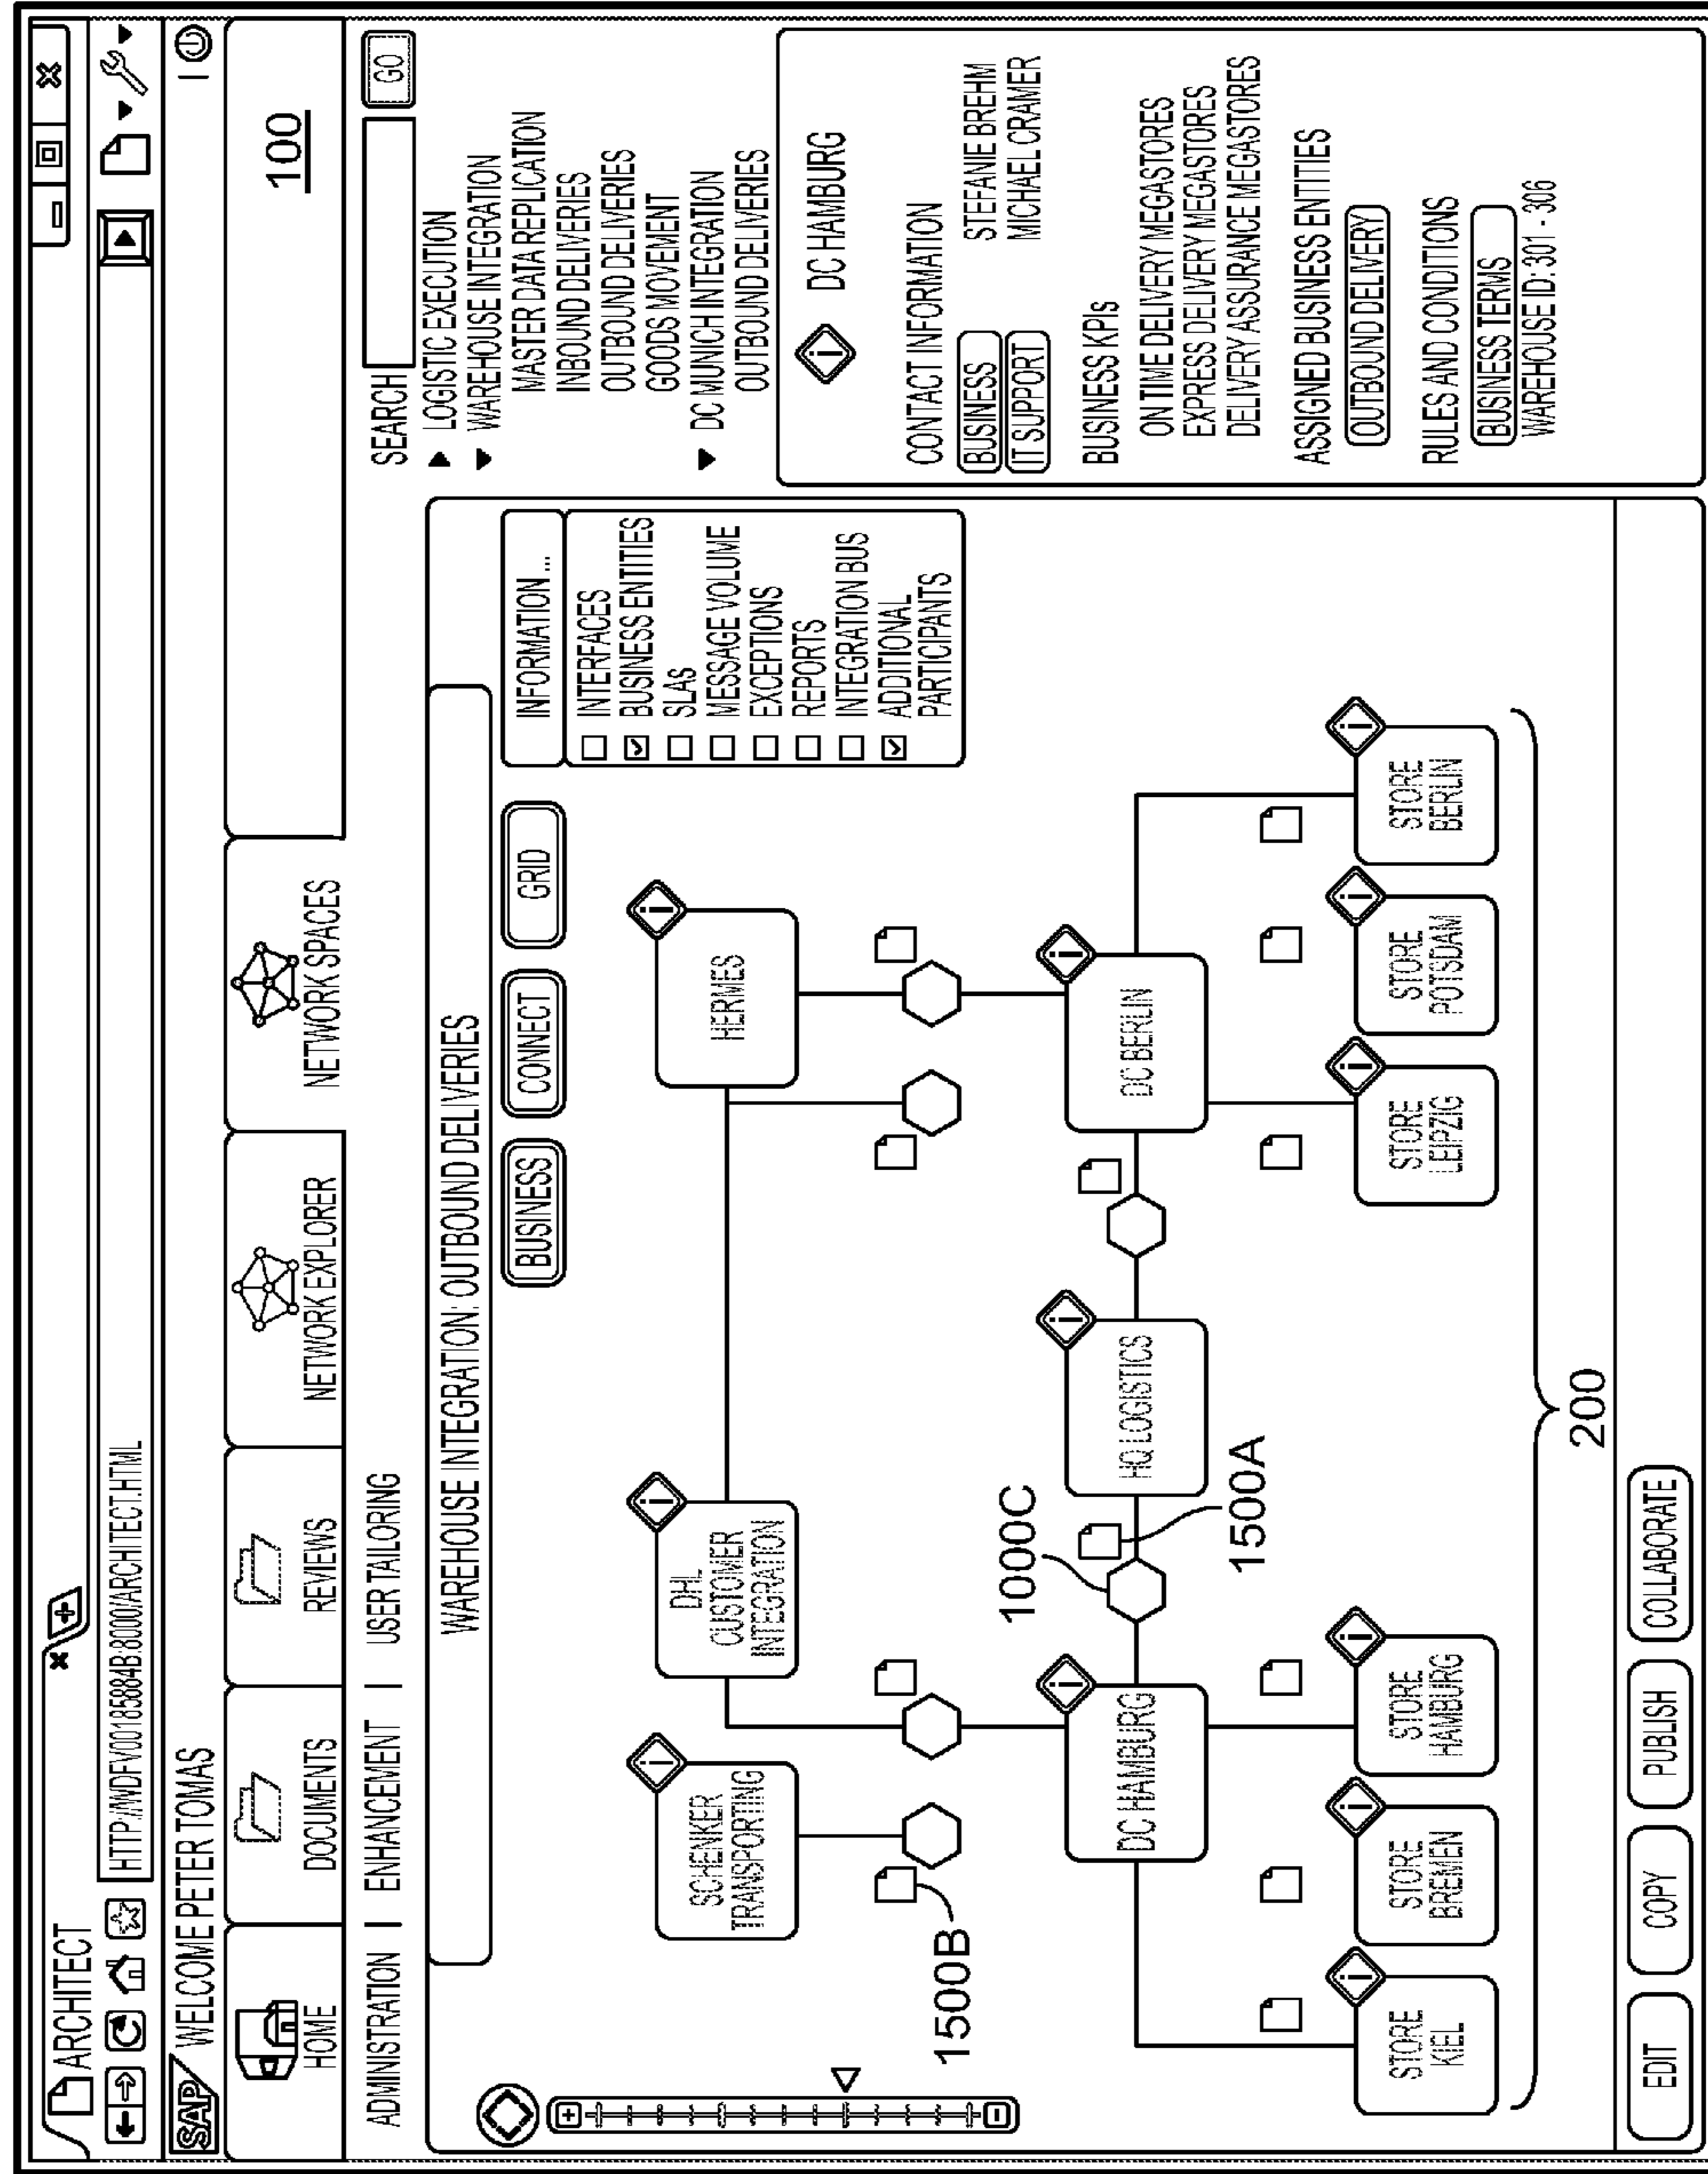 ARCHITECT
HTTP://WDFV0018584B:8000/ARCHITECT.HTML
SAP WELCOME PETER TOMAS
HOME
DOCUMENTS
REVIEWS
NETWORK EXPLORER
NETWORK SPACES
100
ADMINISTRATION | ENHANCEMENT | USER TAILORING
SEARCH GO
LOGISTIC EXECUTION
WAREHOUSE INTEGRATION
MASTER DATA REPLICATION
INBOUND DELIVERIES
OUTBOUND DELIVERIES
GOODS MOVEMENT
DC MUNICH INTEGRATION
OUTBOUND DELIVERIES
WAREHOUSE INTEGRATION: OUTBOUND DELIVERIES
BUSINESS
CONNECT
GRID
INFORMATION ...
INTERFACES
BUSINESS ENTITIES
SLAS
MESSAGE VOLUME
EXCEPTIONS
REPORTS
INTEGRATION BUS
ADDITIONAL
PARTICIPANTS
SCHENKER
TRANSPORTING
DHL
CUSTOMER
INTEGRATION
HERMES
1500B
1000C
DC HAMBURG
HQ LOGISTICS
DC BERLIN
1500A
STORE
KIEL
STORE
BREMEN
STORE
HAMBURG
STORE
LEIPZIG
STORE
POTSDAM
STORE
BERLIN
200
DC HAMBURG
CONTACT INFORMATION
BUSINESS STEFANIE BREHM
IT SUPPORT MICHAEL CRAMER
BUSINESS KPIs
ON TIME DELIVERY MEGASTORES
EXPRESS DELIVERY MEGASTORES
DELIVERY ASSURANCE MEGASTORES
ASSIGNED BUSINESS ENTITIES
OUTBOUND DELIVERY
RULES AND CONDITIONS
BUSINESS TERMS
WAREHOUSE ID: 301 - 306
EDIT
COPY
PUBLISH
COLLABORATE